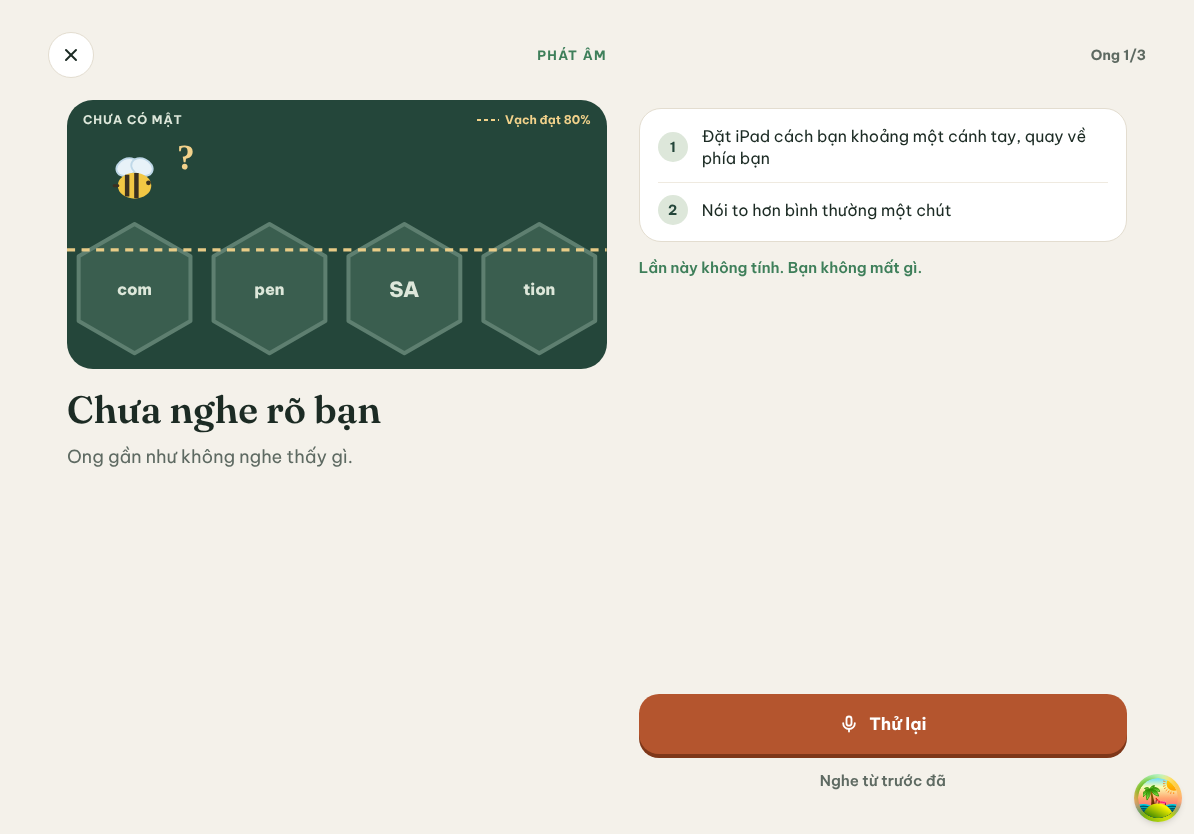 PHÁT ÂM
Ong 1/3
CHƯA CÓ MẬT
Vạch đạt 80%
?
com
pen
SA
tion
Chưa nghe rõ bạn
Ong gần như không nghe thấy gì.
1
Đặt iPad cách bạn khoảng một cánh tay, quay về
phía bạn
2
Nói to hơn bình thường một chút
Lần này không tính. Bạn không mất gì.
Thử lại
Nghe từ trước đã